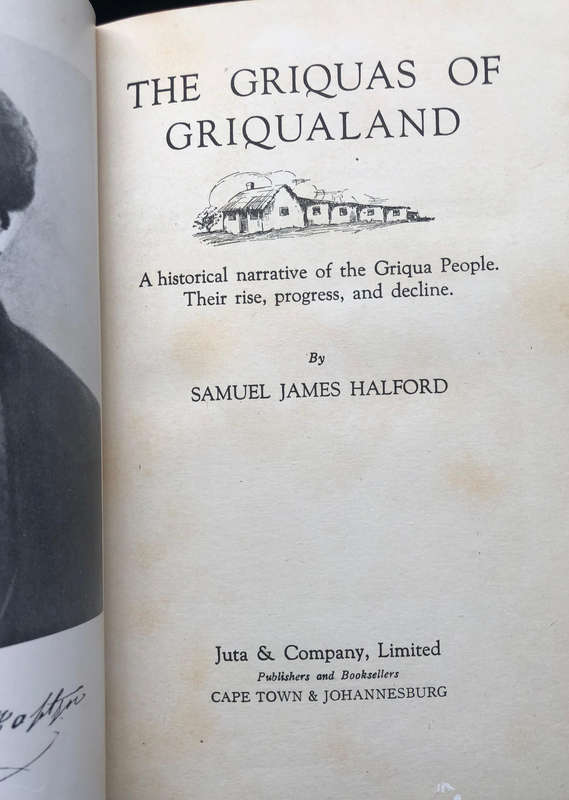 THE GRIQUAS OF
GRIQUALAND
A historical narrative of the Griqua People.
Their rise, progress, and decline.
By
SAMUEL JAMES HALFORD
Juta & Company, Limited
Publishers and Booksellers
CAPE TOWN & JOHANNESBURG